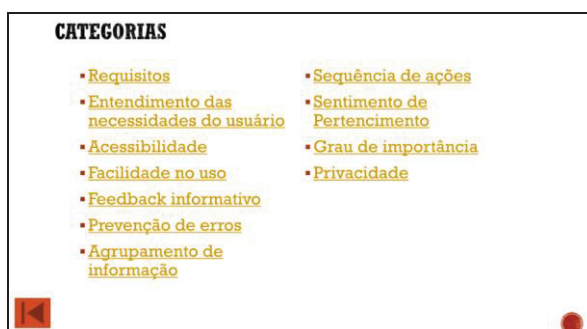 CATEGORIAS
▪ Requisitos
▪ Entendimento das
necessidades do usuário
▪ Acessibilidade
▪ Facilidade no uso
▪ Feedback informativo
▪ Prevenção de erros
▪ Agrupamento de
informação
▪ Sequência de ações
▪ Sentimento de
Pertencimento
▪ Grau de importância
▪ Privacidade